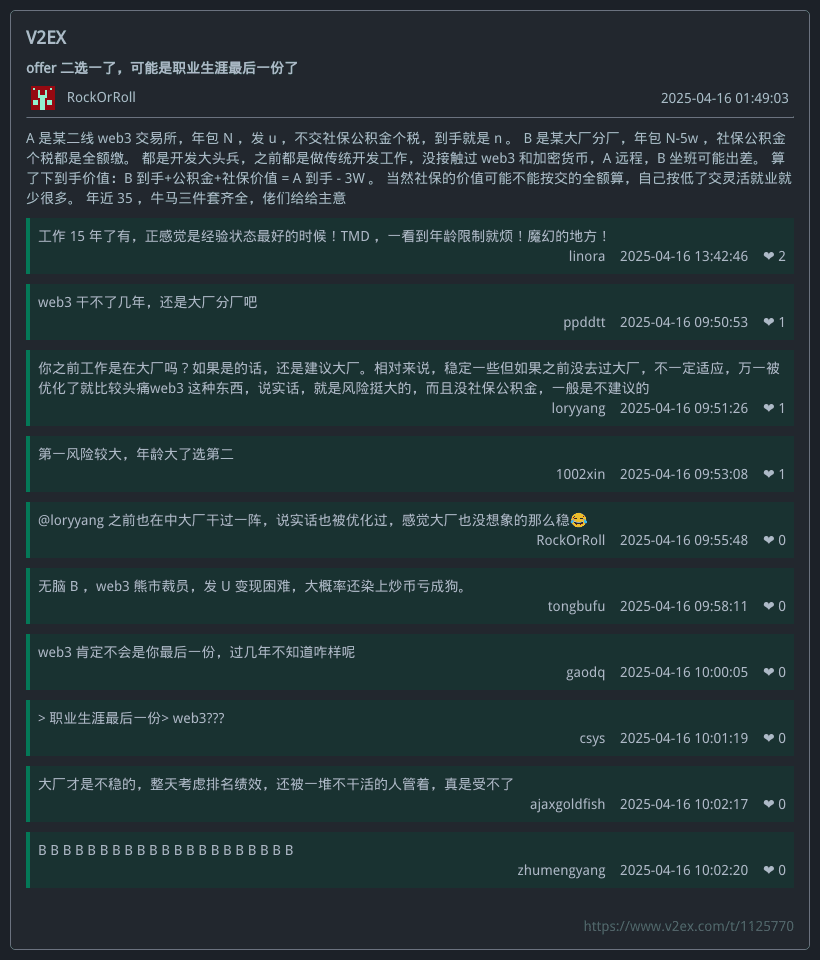 V2EX
offer 二选一了，可能是职业生涯最后一份了
RockOrRoll
2025-04-16 01:49:03
A 是某二线 web3 交易所，年包 N ，发 u ，不交社保公积金个税，到手就是 n 。 B 是某大厂分厂，年包 N-5w ，社保公积金
个税都是全额缴。 都是开发大头兵，之前都是做传统开发工作，没接触过 web3 和加密货币，A 远程，B 坐班可能出差。 算
了下到手价值：B 到手+公积金+社保价值 = A 到手 - 3W 。 当然社保的价值可能不能按交的全额算，自己按低了交灵活就业就
少很多。 年近 35 ，牛马三件套齐全，佬们给给主意
工作 15 年了有，正感觉是经验状态最好的时候！TMD ，一看到年龄限制就烦！魔幻的地方！
linora 2025-04-16 13:42:46 ❤ 2
web3 干不了几年，还是大厂分厂吧
ppddtt 2025-04-16 09:50:53 ❤ 1
你之前工作是在大厂吗？如果是的话，还是建议大厂。相对来说，稳定一些但如果之前没去过大厂，不一定适应，万一被
优化了就比较头痛web3 这种东西，说实话，就是风险挺大的，而且没社保公积金，一般是不建议的
loryyang 2025-04-16 09:51:26 ❤ 1
第一风险较大，年龄大了选第二
1002xin 2025-04-16 09:53:08 ❤ 1
@loryyang 之前也在中大厂干过一阵，说实话也被优化过，感觉大厂也没想象的那么稳😂
RockOrRoll 2025-04-16 09:55:48 ❤ 0
无脑 B ，web3 熊市裁员，发 U 变现困难，大概率还染上炒币亏成狗。
tongbufu 2025-04-16 09:58:11 ❤ 0
web3 肯定不会是你最后一份，过几年不知道咋样呢
gaodq 2025-04-16 10:00:05 ❤ 0
> 职业生涯最后一份> web3???
csys 2025-04-16 10:01:19 ❤ 0
大厂才是不稳的，整天考虑排名绩效，还被一堆不干活的人管着，真是受不了
ajaxgoldfish 2025-04-16 10:02:17 ❤ 0
B B B B B B B B B B B B B B B B B B B B B
zhumengyang 2025-04-16 10:02:20 ❤ 0
https://www.v2ex.com/t/1125770